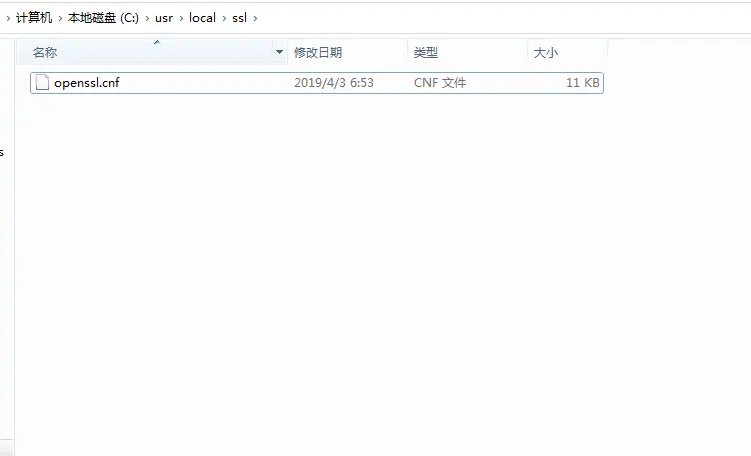 计算机 本地磁盘 (C:) usr local ssl
名称 修改日期 类型 大小
openssl.cnf 2019/4/3 6:53 CNF 文件 11 KB
s